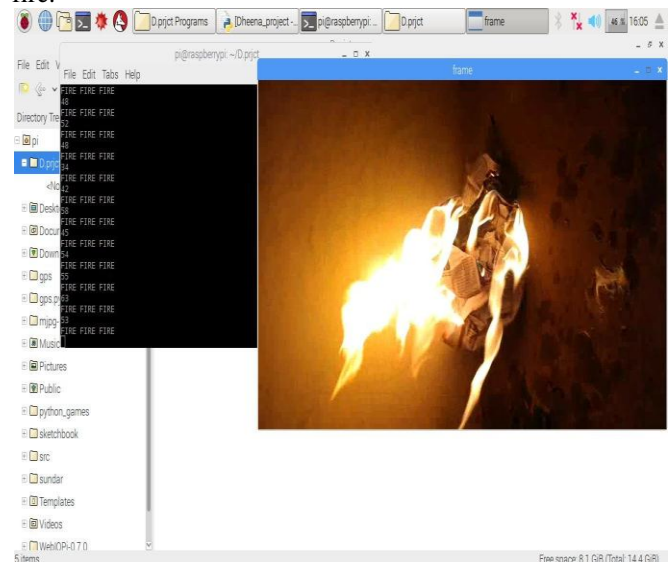 fire.
D.prjct Programs
[Dheena_project -...
pi@raspberrypi: ...
D.prjct
frame
46 %
16:05
pi@raspberrypi: ~/D.prjct
File Edit V
File Edit Tabs Help
frame
Directory Tre
pi
D.prjc
<No
Deskt
Docur
Down
gps
gps.p
mjpg-
Music
Pictures
Public
python_games
sketchbook
src
sundar
Templates
Videos
WebIOPi-0.7.0
FIRE FIRE FIRE
48
FIRE FIRE FIRE
52
FIRE FIRE FIRE
48
FIRE FIRE FIRE
34
FIRE FIRE FIRE
42
FIRE FIRE FIRE
58
FIRE FIRE FIRE
45
FIRE FIRE FIRE
54
FIRE FIRE FIRE
55
FIRE FIRE FIRE
63
FIRE FIRE FIRE
53
FIRE FIRE FIRE
5 items
Free space: 8.1 GiB (Total: 14.4 GiB)